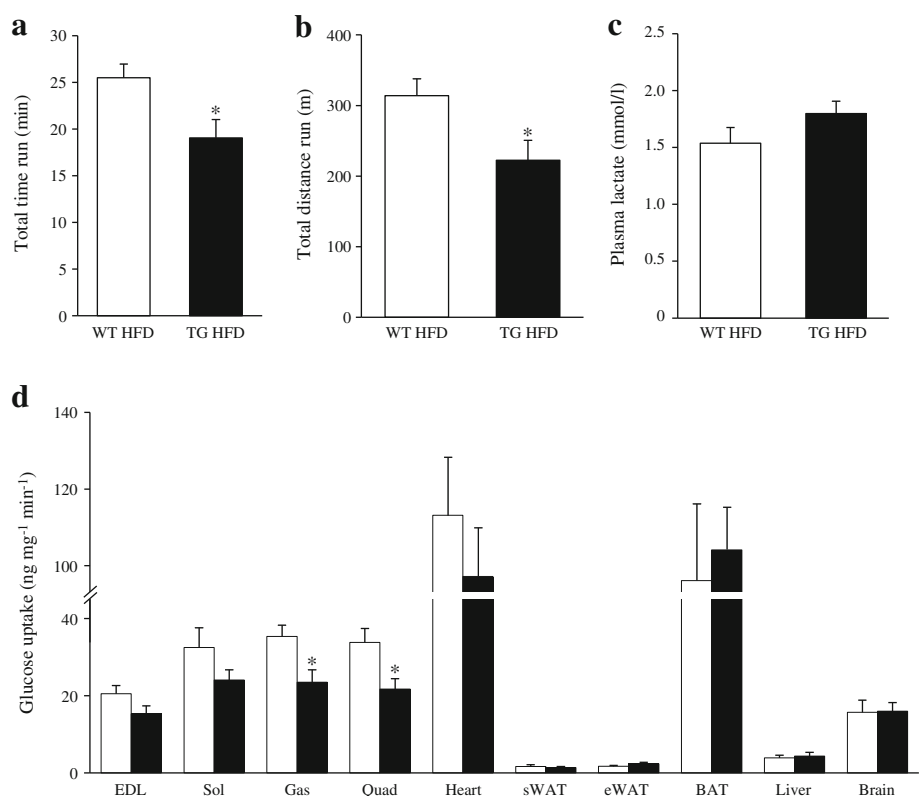 a
30
25
20
15
10
5
0
Total time run (min)
*
WT HFD TG HFD
b
400
300
200
100
0
Total distance run (m)
*
WT HFD TG HFD
c
2.5
2.0
1.5
1.0
0.5
0
Plasma lactate (mmol/l)
WT HFD TG HFD
d
140
120
100
40
20
0
Glucose uptake (ng mg⁻¹ min⁻¹)
* *
EDL Sol Gas Quad Heart sWAT eWAT BAT Liver Brain